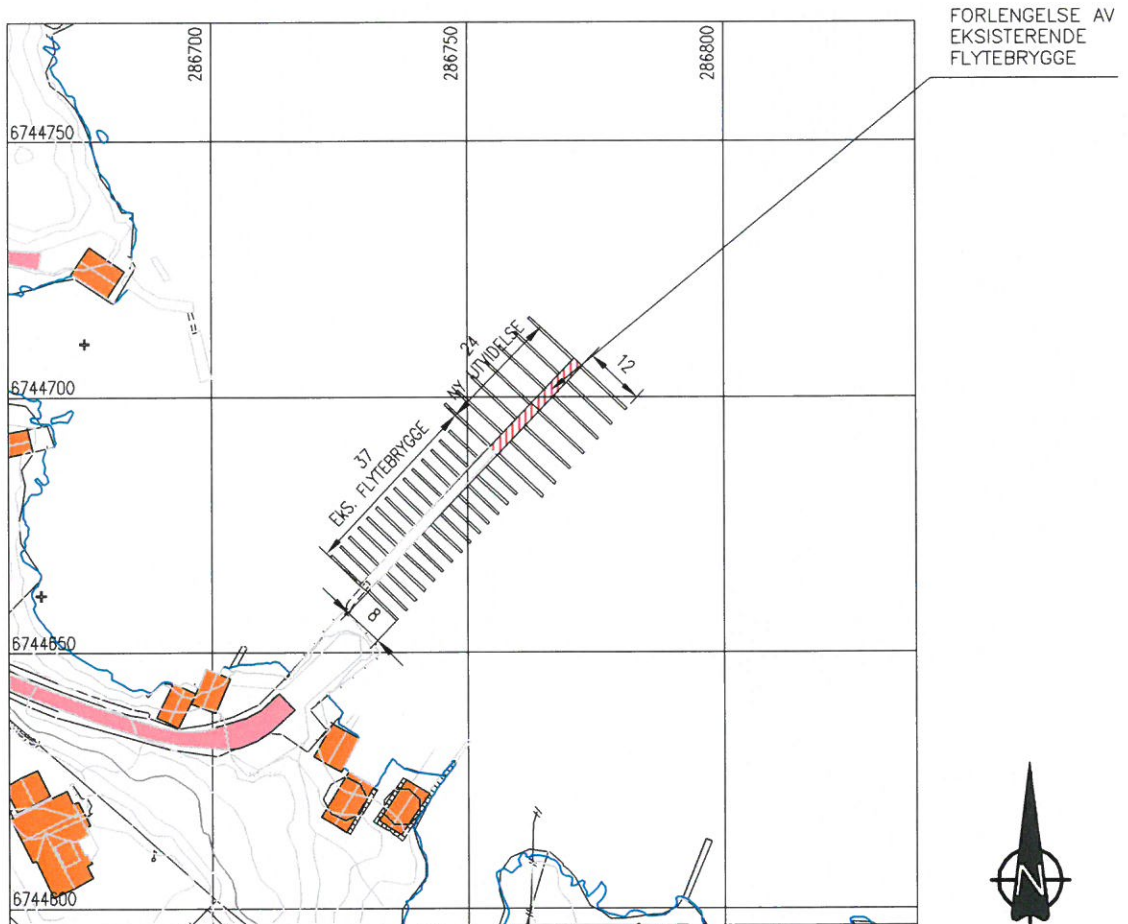 FORLENGELSE AV
EKSISTERENDE
FLYTEBRYGGE
286700
286750
286800
6744750
6744700
6744650
6744600
24
NY UTVIDELSE
12
37
EKS. FLYTEBRYGGE
8
N